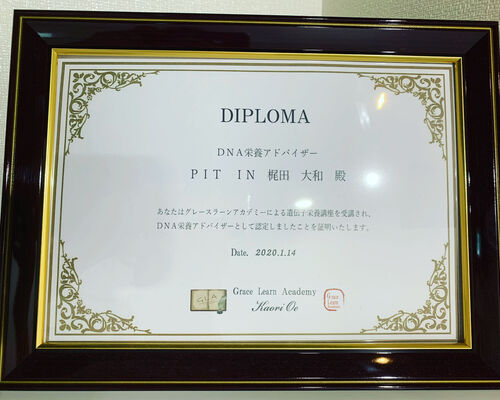 DIPLOMA
DNA栄養アドバイザー
PIT IN 梶田 大和 殿
あなたはグレースラーンアカデミーによる遺伝子栄養講座を受講され、
DNA栄養アドバイザーとして認定しましたことを証明いたします。
Date. 2020.1.14
Grace Learn Academy
Kaori Oe
GLA
Grace
Learn